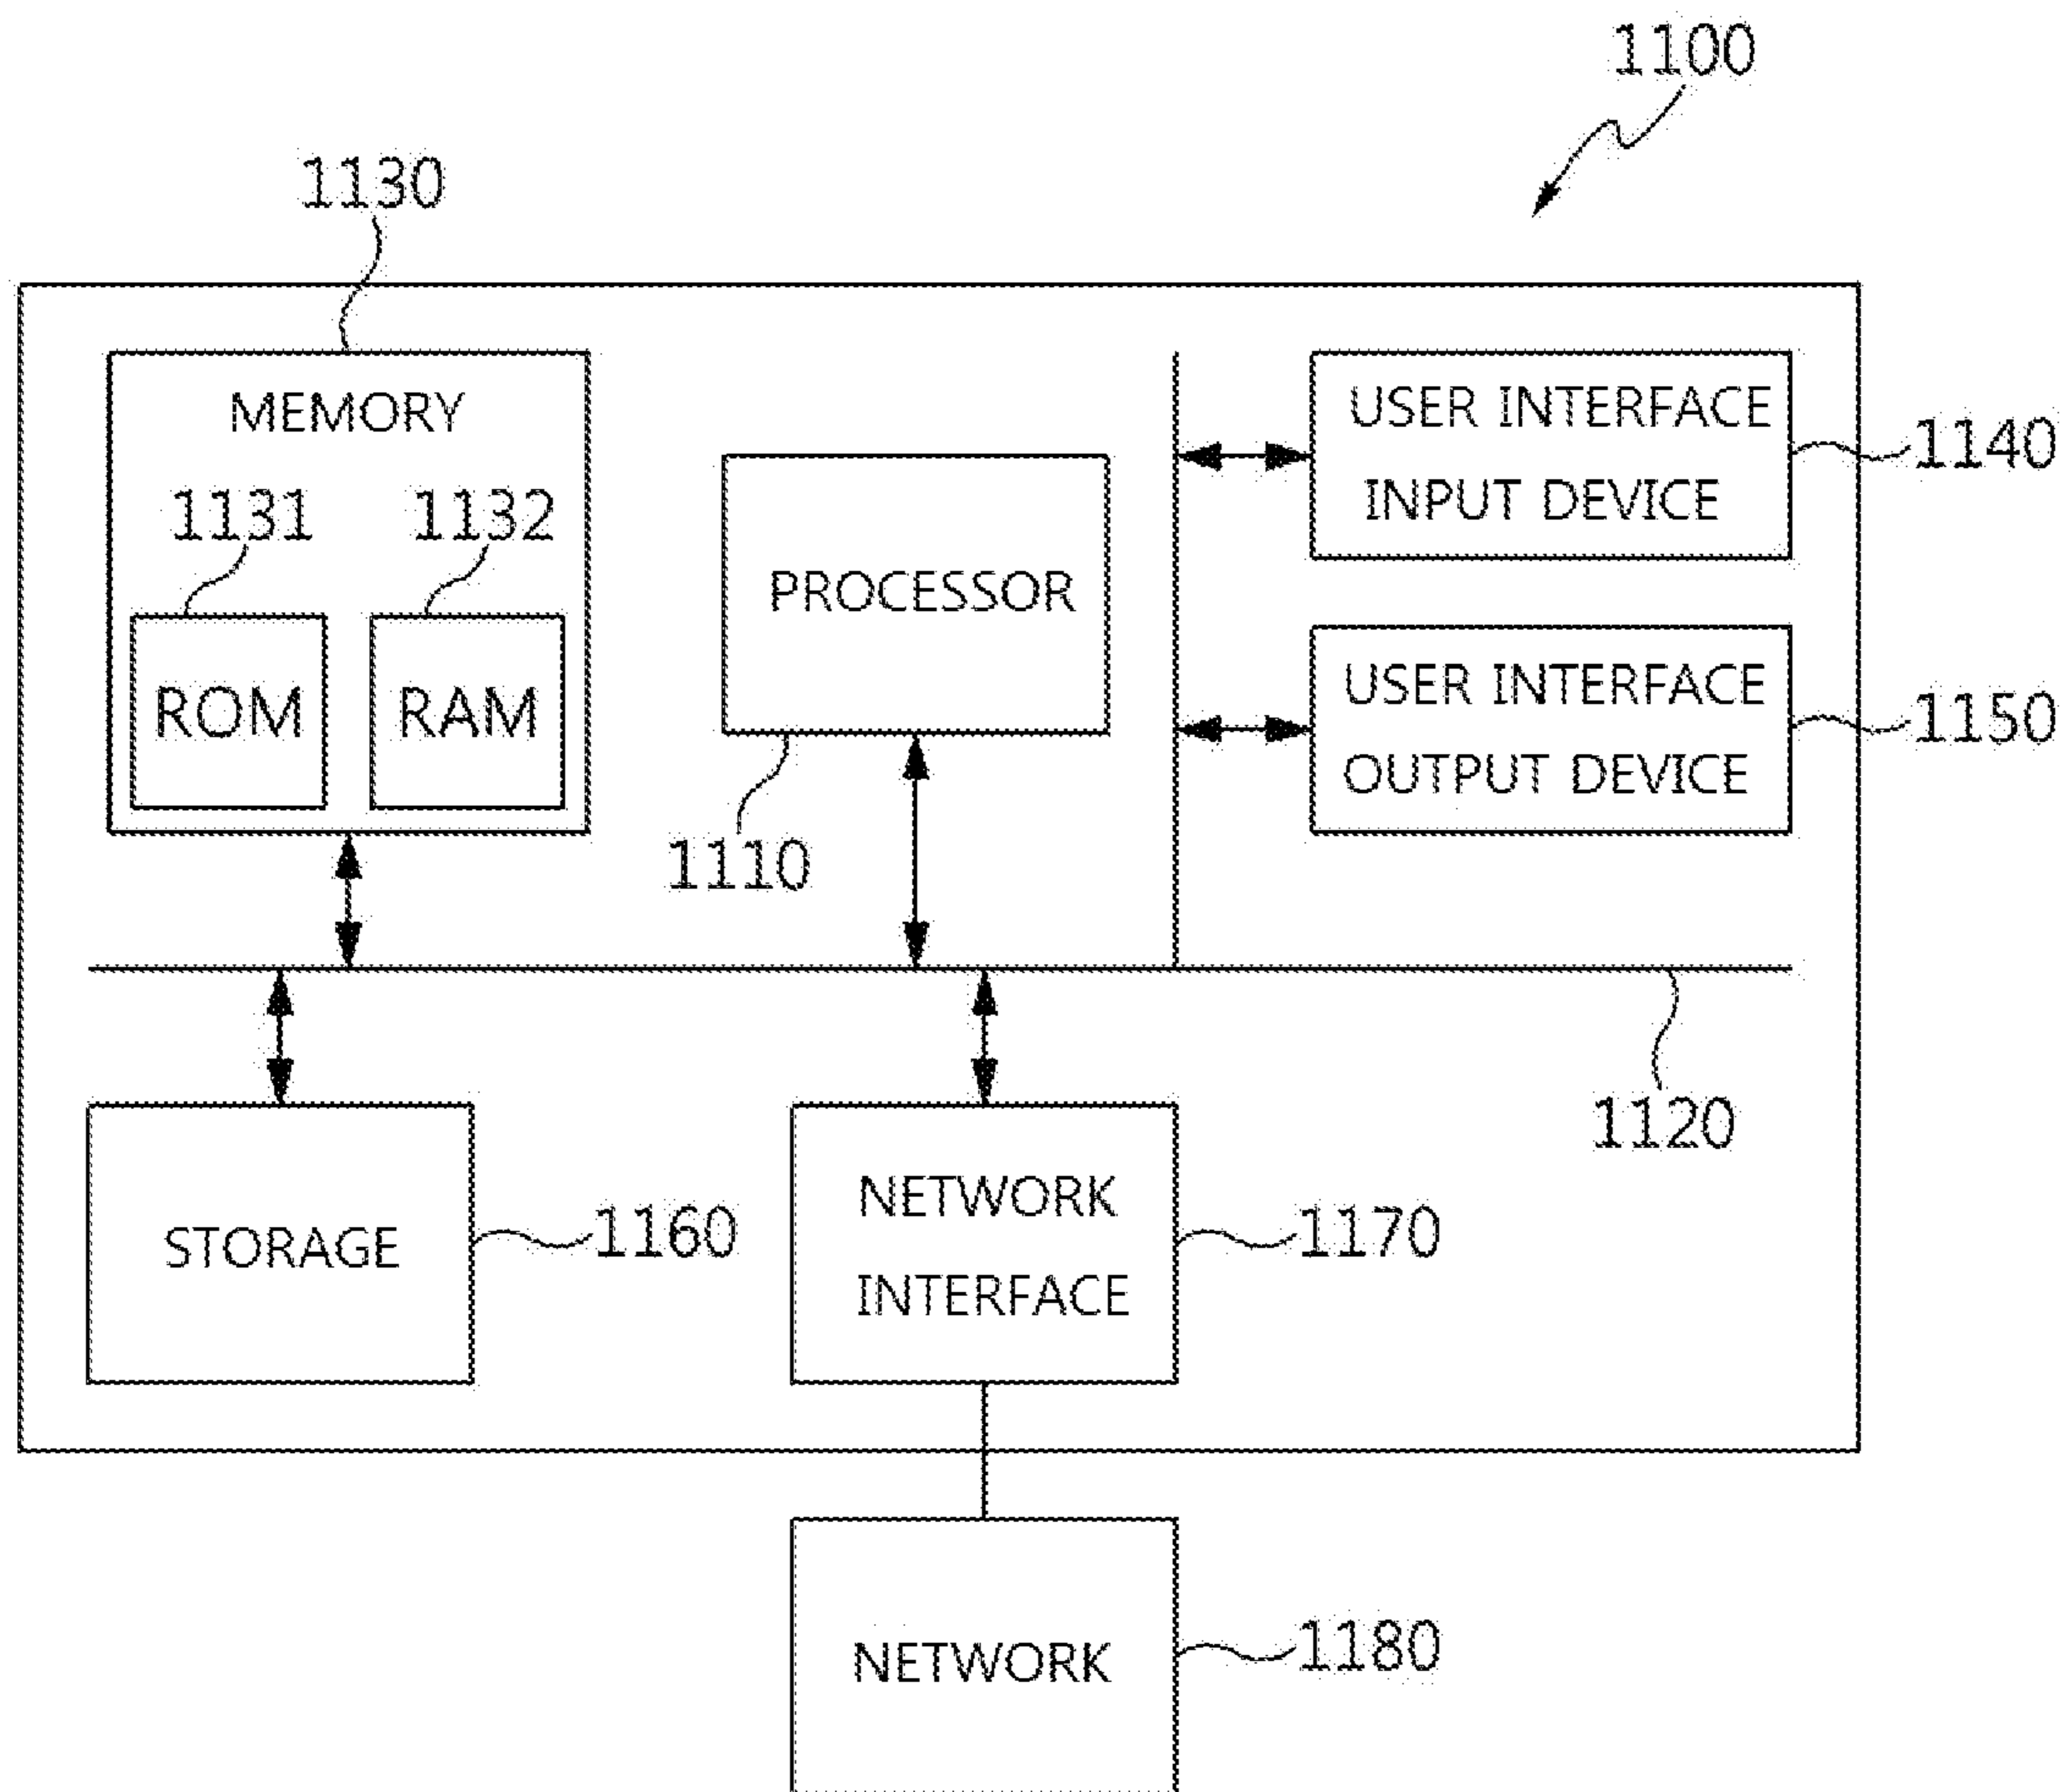 1100
1130
MEMORY
1131
1132
ROM
RAM
PROCESSOR
1110
USER INTERFACE
INPUT DEVICE
1140
USER INTERFACE
OUTPUT DEVICE
1150
1120
STORAGE
1160
NETWORK
INTERFACE
1170
NETWORK
1180